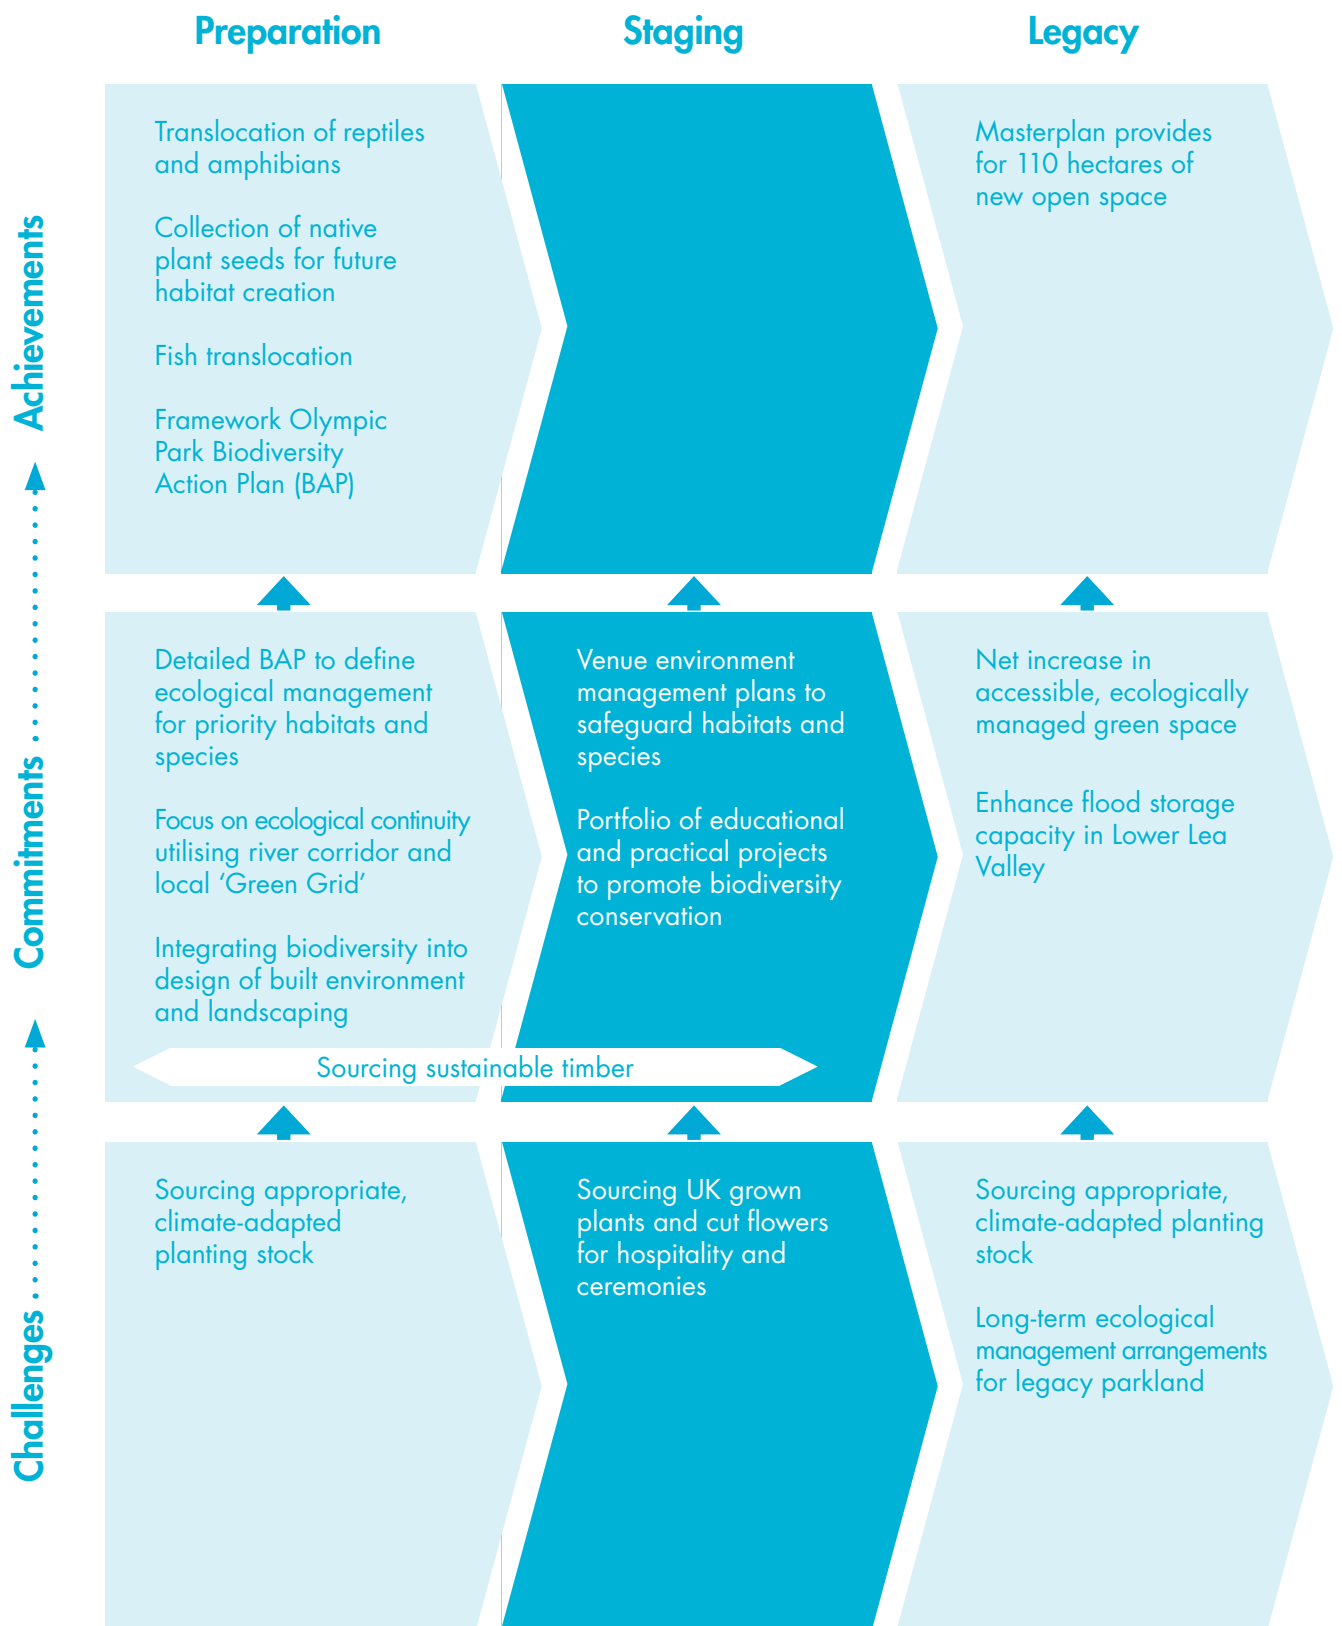 Preparation
Staging
Legacy
Achievements
Translocation of reptiles
and amphibians
Collection of native
plant seeds for future
habitat creation
Fish translocation
Framework Olympic
Park Biodiversity
Action Plan (BAP)
Masterplan provides
for 110 hectares of
new open space
Commitments
Detailed BAP to define
ecological management
for priority habitats and
species
Focus on ecological continuity
utilising river corridor and
local ‘Green Grid’
Integrating biodiversity into
design of built environment
and landscaping
Venue environment
management plans to
safeguard habitats and
species
Portfolio of educational
and practical projects
to promote biodiversity
conservation
Net increase in
accessible, ecologically
managed green space
Enhance flood storage
capacity in Lower Lea
Valley
Sourcing sustainable timber
Challenges
Sourcing appropriate,
climate-adapted
planting stock
Sourcing UK grown
plants and cut flowers
for hospitality and
ceremonies
Sourcing appropriate,
climate-adapted planting
stock
Long-term ecological
management arrangements
for legacy parkland